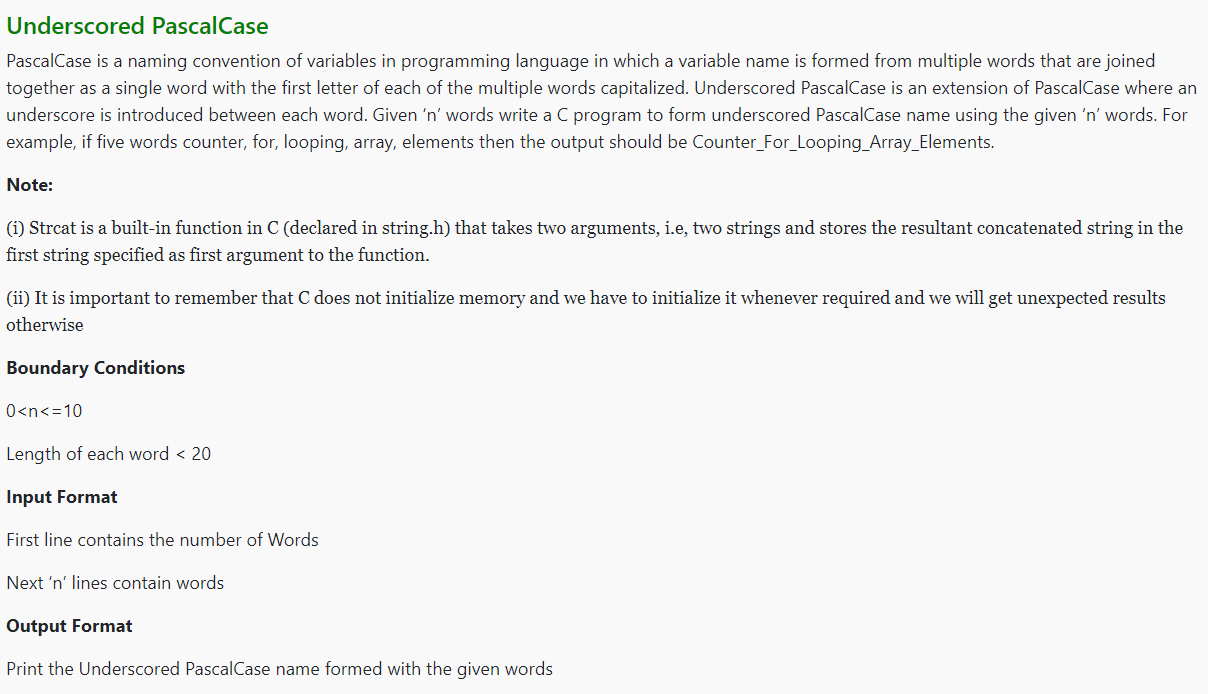 Underscored PascalCase
PascalCase is a naming convention of variables in programming language in which a variable name is formed from multiple words that are joined
together as a single word with the first letter of each of the multiple words capitalized. Underscored PascalCase is an extension of PascalCase where an
underscore is introduced between each word. Given ‘n’ words write a C program to form underscored PascalCase name using the given ‘n’ words. For
example, if five words counter, for, looping, array, elements then the output should be Counter_For_Looping_Array_Elements.
Note:
(i) Strcat is a built-in function in C (declared in string.h) that takes two arguments, i.e, two strings and stores the resultant concatenated string in the
first string specified as first argument to the function.
(ii) It is important to remember that C does not initialize memory and we have to initialize it whenever required and we will get unexpected results
otherwise
Boundary Conditions
0<n<=10
Length of each word < 20
Input Format
First line contains the number of Words
Next ‘n’ lines contain words
Output Format
Print the Underscored PascalCase name formed with the given words